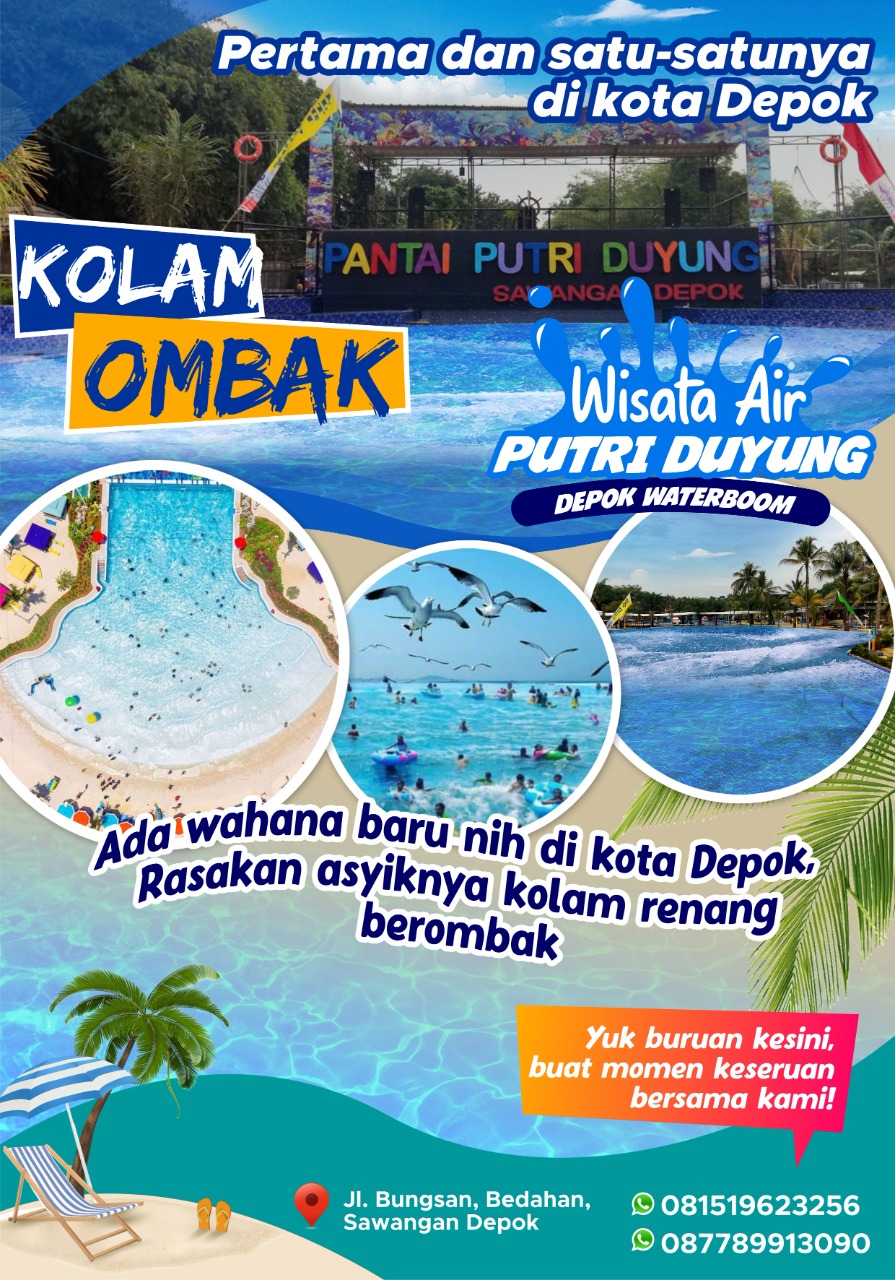 Pertama dan satu-satunya
di kota Depok
PANTAI PUTRI DUYUNG
SAWANGAN DEPOK
KOLAM
OMBAK
Wisata Air
PUTRI DUYUNG
DEPOK WATERBOOM
Ada wahana baru nih di kota Depok,
Rasakan asyiknya kolam renang
berombak
Yuk buruan kesini,
buat momen keseruan
bersama kami!
Jl. Bungsan, Bedahan,
Sawangan Depok
081519623256
087789913090